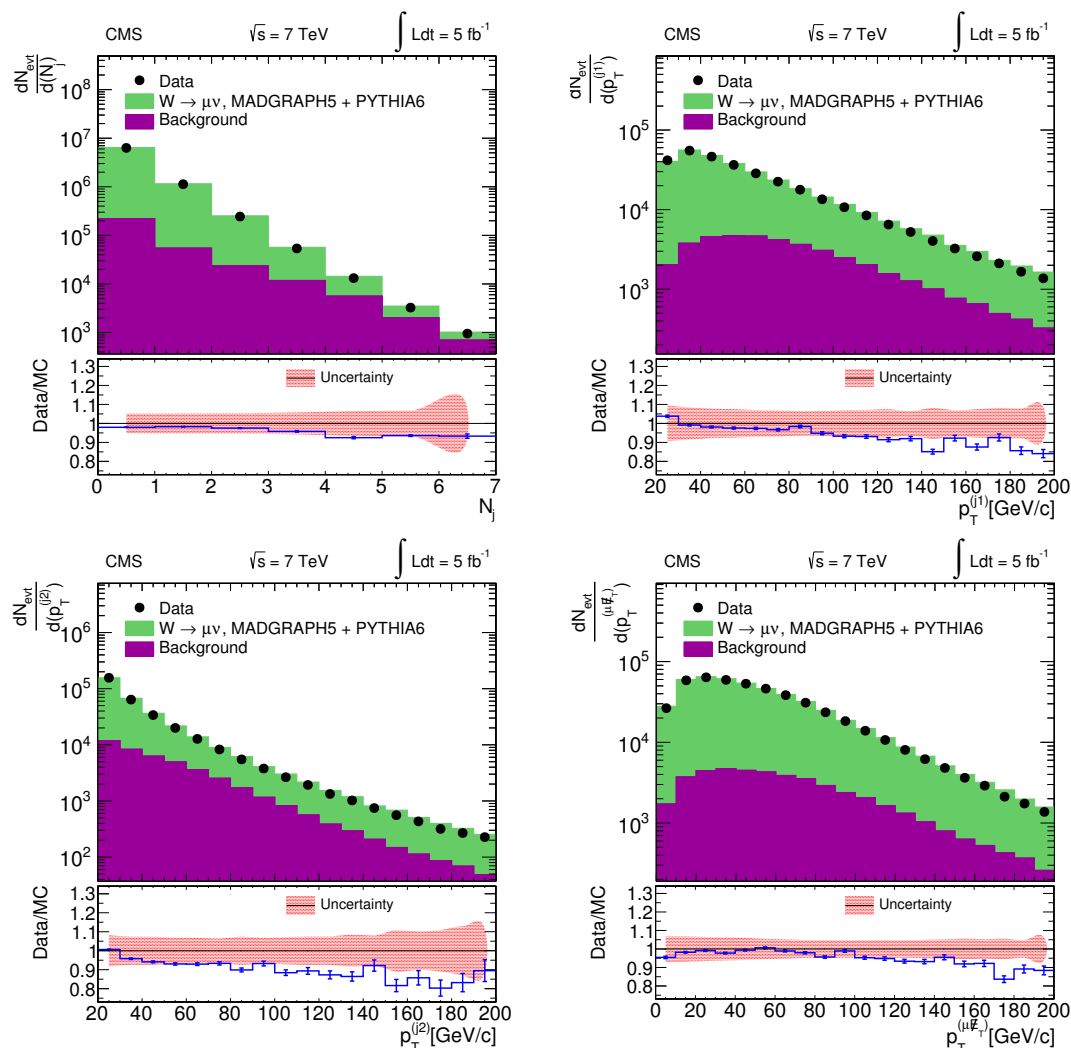 CMS √s = 7 TeV ∫ Ldt = 5 fb⁻¹
dN_evt / d(N_j)
Data
W → μν, MADGRAPH5 + PYTHIA6
Background
10⁸
10⁷
10⁶
10⁵
10⁴
10³
Data/MC
Uncertainty
1.3
1.2
1.1
1
0.9
0.8
0 1 2 3 4 5 6 7
N_j
CMS √s = 7 TeV ∫ Ldt = 5 fb⁻¹
dN_evt / d(p_T^(j1))
Data
W → μν, MADGRAPH5 + PYTHIA6
Background
10⁵
10⁴
10³
Data/MC
Uncertainty
1.3
1.2
1.1
1
0.9
0.8
20 40 60 80 100 120 140 160 180 200
p_T^(j1) [GeV/c]
CMS √s = 7 TeV ∫ Ldt = 5 fb⁻¹
dN_evt / d(p_T^(j2))
Data
W → μν, MADGRAPH5 + PYTHIA6
Background
10⁶
10⁵
10⁴
10³
10²
Data/MC
Uncertainty
1.3
1.2
1.1
1
0.9
0.8
20 40 60 80 100 120 140 160 180 200
p_T^(j2) [GeV/c]
CMS √s = 7 TeV ∫ Ldt = 5 fb⁻¹
dN_evt / d(p_T^(μE̸_T))
Data
W → μν, MADGRAPH5 + PYTHIA6
Background
10⁵
10⁴
10³
Data/MC
Uncertainty
1.3
1.2
1.1
1
0.9
0.8
0 20 40 60 80 100 120 140 160 180 200
p_T^(μE̸_T) [GeV/c]